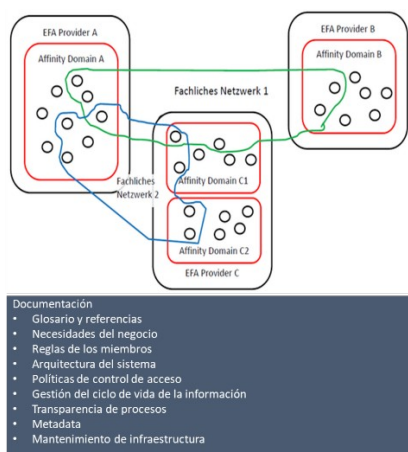 EFA Provider A
EFA Provider B
Affinity Domain A
Affinity Domain B
Fachliches Netzwerk 1
Fachliches
Netzwerk 2
Affinity Domain C1
Affinity Domain C2
EFA Provider C
Documentación
• Glosario y referencias
• Necesidades del negocio
• Reglas de los miembros
• Arquitectura del sistema
• Políticas de control de acceso
• Gestión del ciclo de vida de la información
• Transparencia de procesos
• Metadata
• Mantenimiento de infraestructura